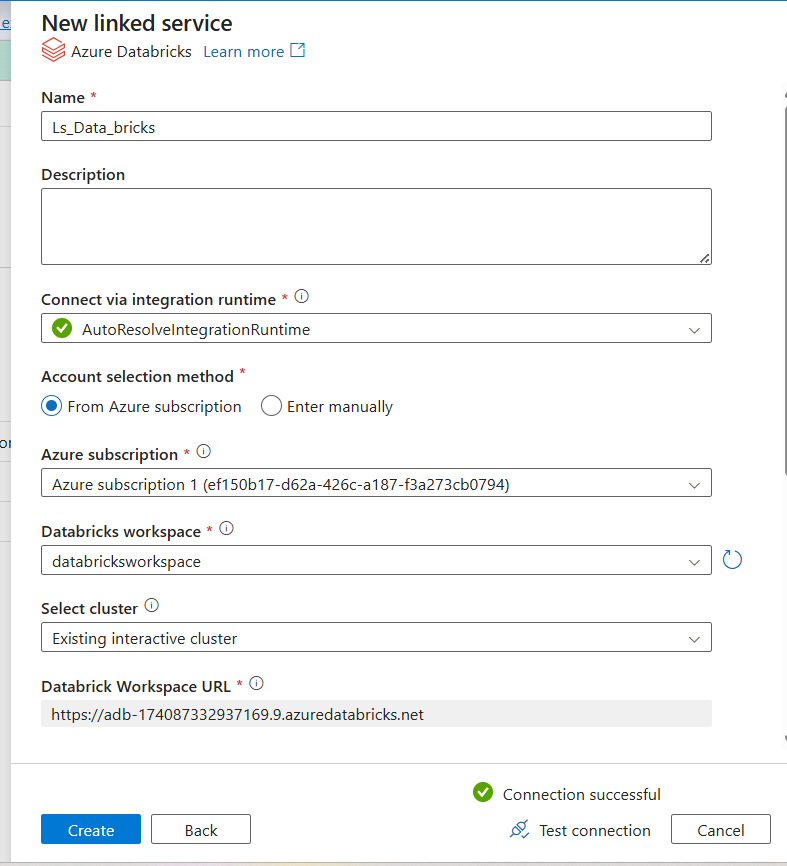 New linked service
Azure Databricks Learn more
Name *
Ls_Data_bricks
Description
Connect via integration runtime *
AutoResolveIntegrationRuntime
Account selection method *
From Azure subscription Enter manually
Azure subscription *
Azure subscription 1 (ef150b17-d62a-426c-a187-f3a273cb0794)
Databricks workspace *
databricksworkspace
Select cluster
Existing interactive cluster
Databrick Workspace URL *
https://adb-174087332937169.9.azuredatabricks.net
Connection successful
Create Back Test connection Cancel